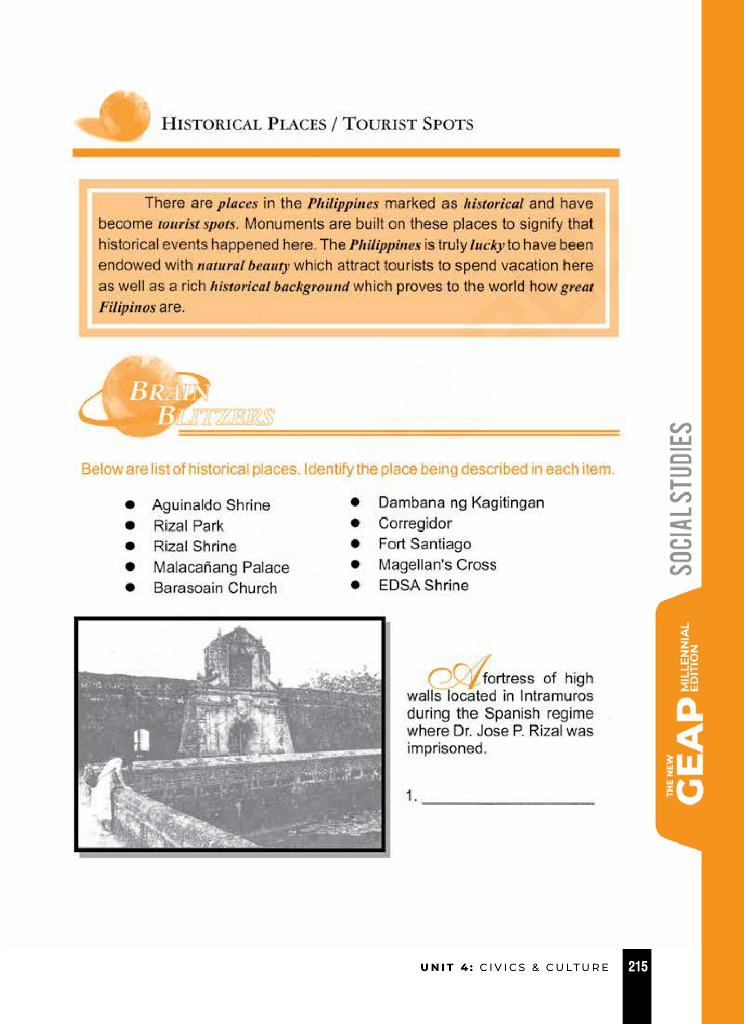 HISTORICAL PLACES / TOURIST SPOTS
There are places in the Philippines marked as historical and have
become tourist spots. Monuments are built on these places to signify that
historical events happened here. The Philippines is truly lucky to have been
endowed with natural beauty which attract tourists to spend vacation here
as well as a rich historical background which proves to the world how great
Filipinos are.
BRAIN
BLITZERS
Below are list of historical places. Identify the place being described in each item.
● Aguinaldo Shrine
● Rizal Park
● Rizal Shrine
● Malacañang Palace
● Barasoain Church
● Dambana ng Kagitingan
● Corregidor
● Fort Santiago
● Magellan's Cross
● EDSA Shrine
A fortress of high
walls located in Intramuros
during the Spanish regime
where Dr. Jose P. Rizal was
imprisoned.
1. ____________________
SOCIAL STUDIES
THE NEW
GEAP
MILLENNIAL
EDITION
UNIT 4: CIVICS & CULTURE 215